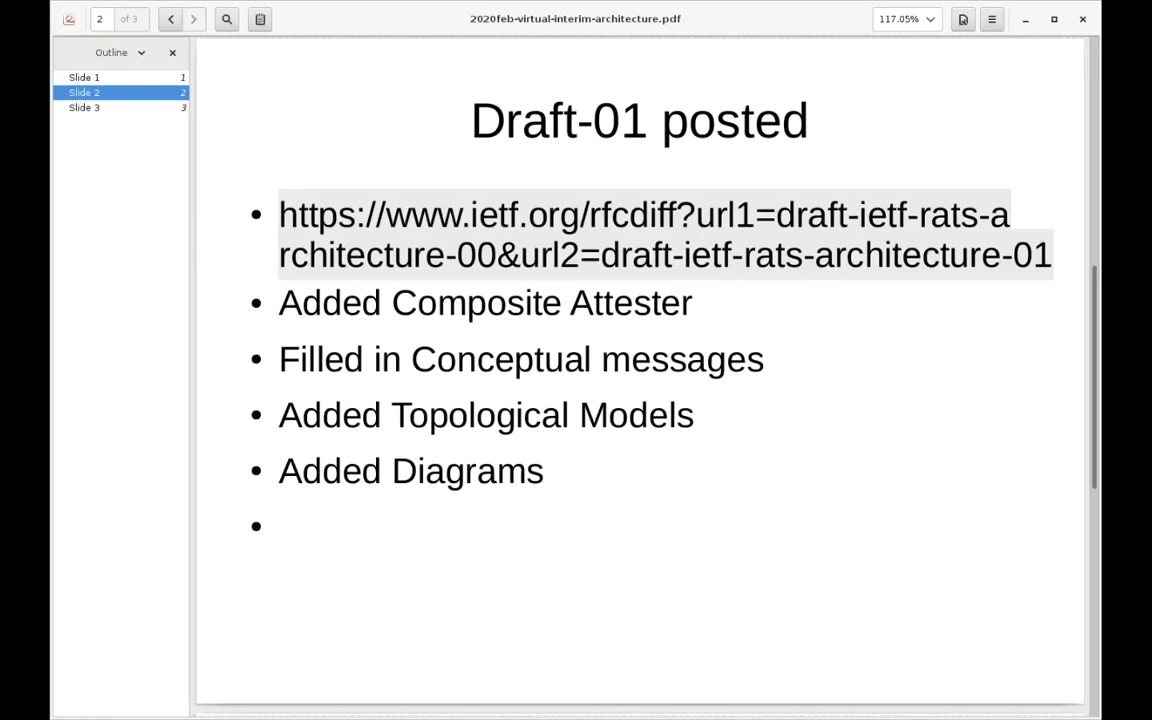 2 of 3
2020feb-virtual-interim-architecture.pdf
117.05%
Outline
Slide 1 1
Slide 2 2
Slide 3 3
Draft-01 posted
• https://www.ietf.org/rfcdiff?url1=draft-ietf-rats-a
rchitecture-00&url2=draft-ietf-rats-architecture-01
• Added Composite Attester
• Filled in Conceptual messages
• Added Topological Models
• Added Diagrams
•